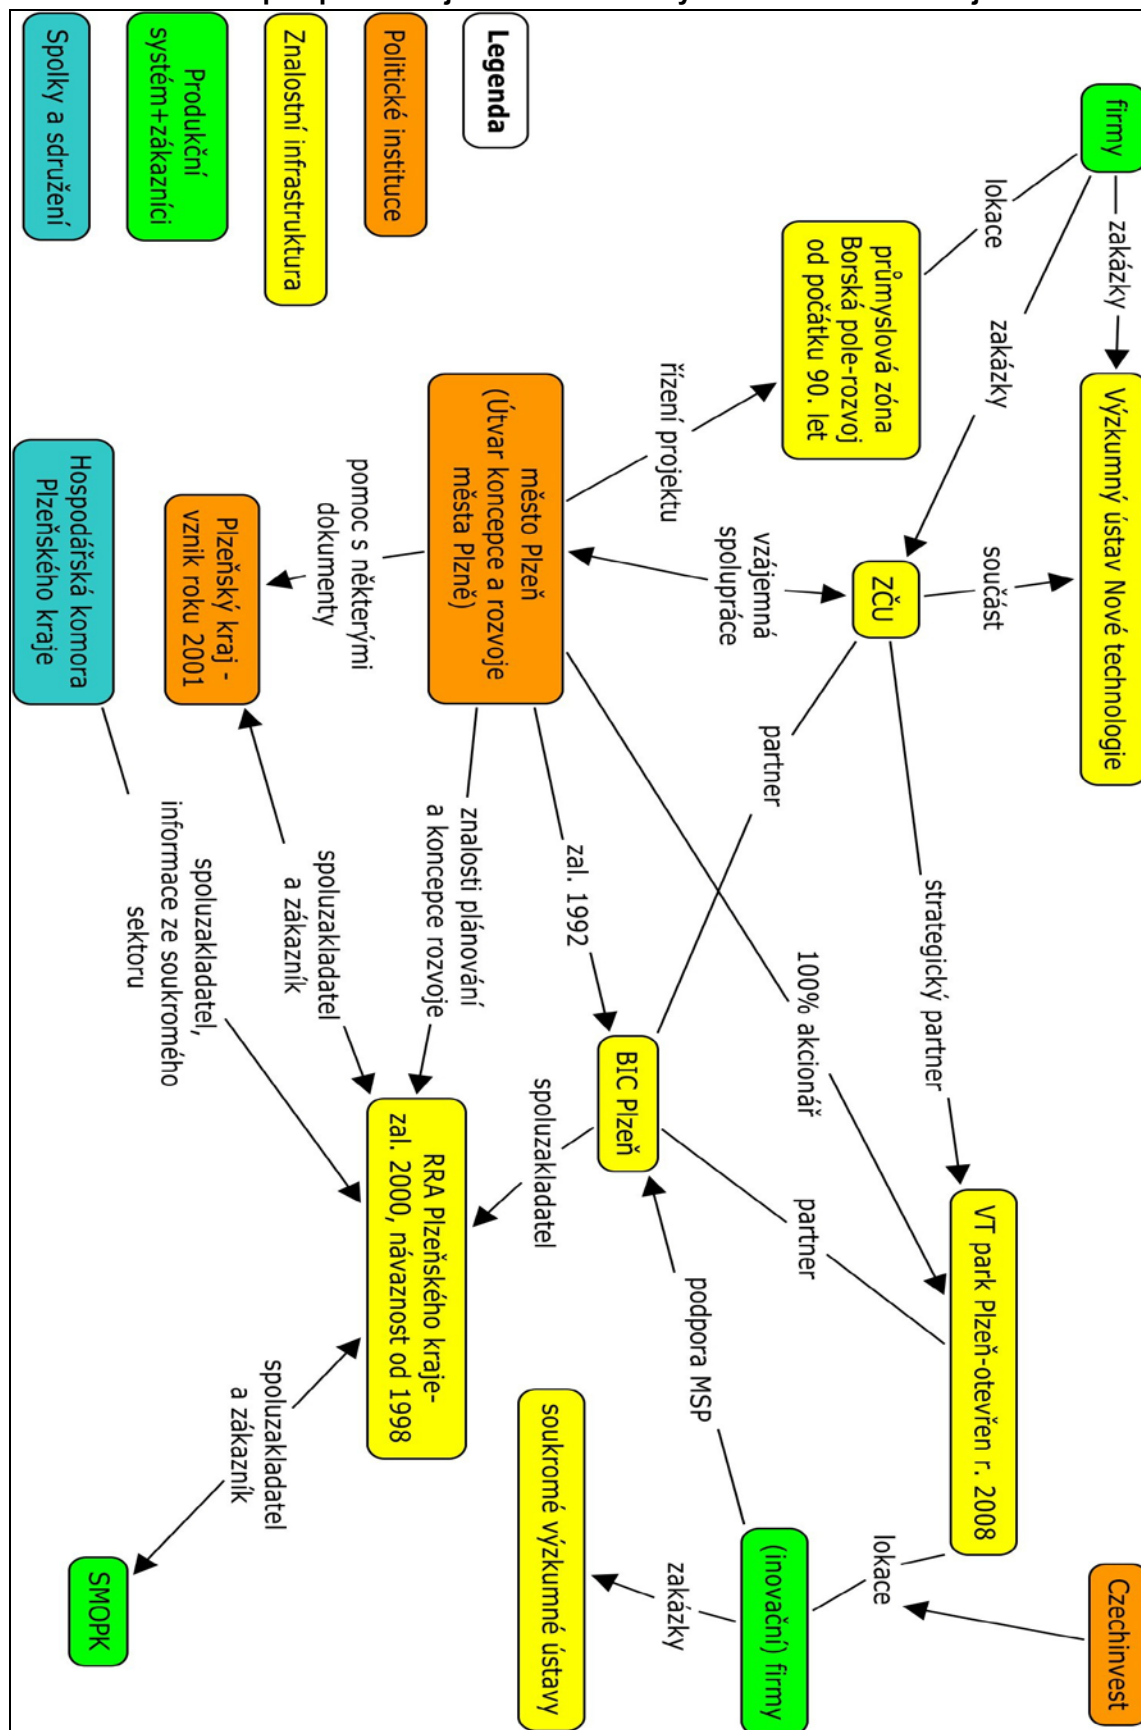 firmy
zakázky
Výzkumný ústav Nové technologie
lokace
zakázky
průmyslová zóna
Borská pole-rozvoj
od počátku 90. let
součást
ZČU
strategický partner
VT park Plzeň-otevřen r. 2008
lokace
Czechinvest
řízení projektu
vzájemná
spolupráce
partner
100% akcionář
partner
(inovační) firmy
podpora MSP
zakázky
město Plzeň
(Útvar koncepce a rozvoje
města Plzně)
zal. 1992
BIC Plzeň
soukromé výzkumné ústavy
znalosti plánování
a koncepce rozvoje
spoluzakladatel
pomoc s některými
dokumenty
RRA Plzeňského kraje-
zal. 2000, návaznost od 1998
Plzeňský kraj -
vznik roku 2001
spoluzakladatel
a zákazník
spoluzakladatel
a zákazník
Hospodářská komora
Plzeňského kraje
spoluzakladatel,
informace ze soukromého
sektoru
SMOPK
Legenda
Politické instituce
Znalostní infrastruktura
Produkční
systém+zákazníci
Spolky a sdružení